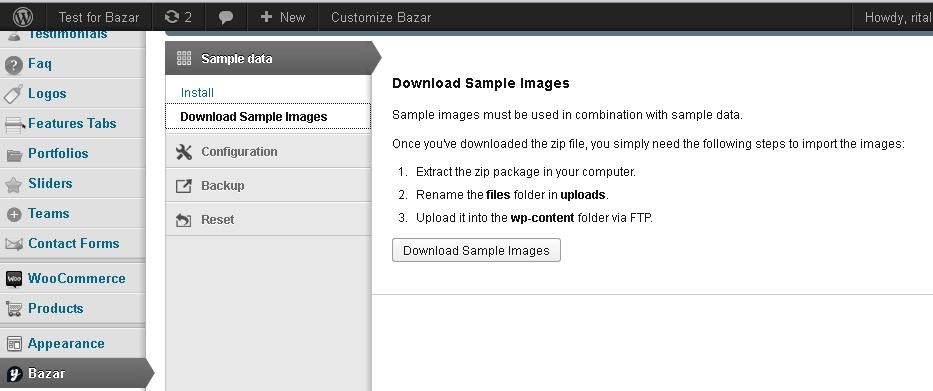 Test for Bazar 2 + New Customize Bazar Howdy, rital
Testimonials
Faq
Logos
Features Tabs
Portfolios
Sliders
Teams
Contact Forms
WooCommerce
Products
Appearance
Bazar
Sample data
Install
Download Sample Images
Configuration
Backup
Reset
Download Sample Images
Sample images must be used in combination with sample data.
Once you've downloaded the zip file, you simply need the following steps to import the images:
1. Extract the zip package in your computer.
2. Rename the files folder in uploads.
3. Upload it into the wp-content folder via FTP.
Download Sample Images